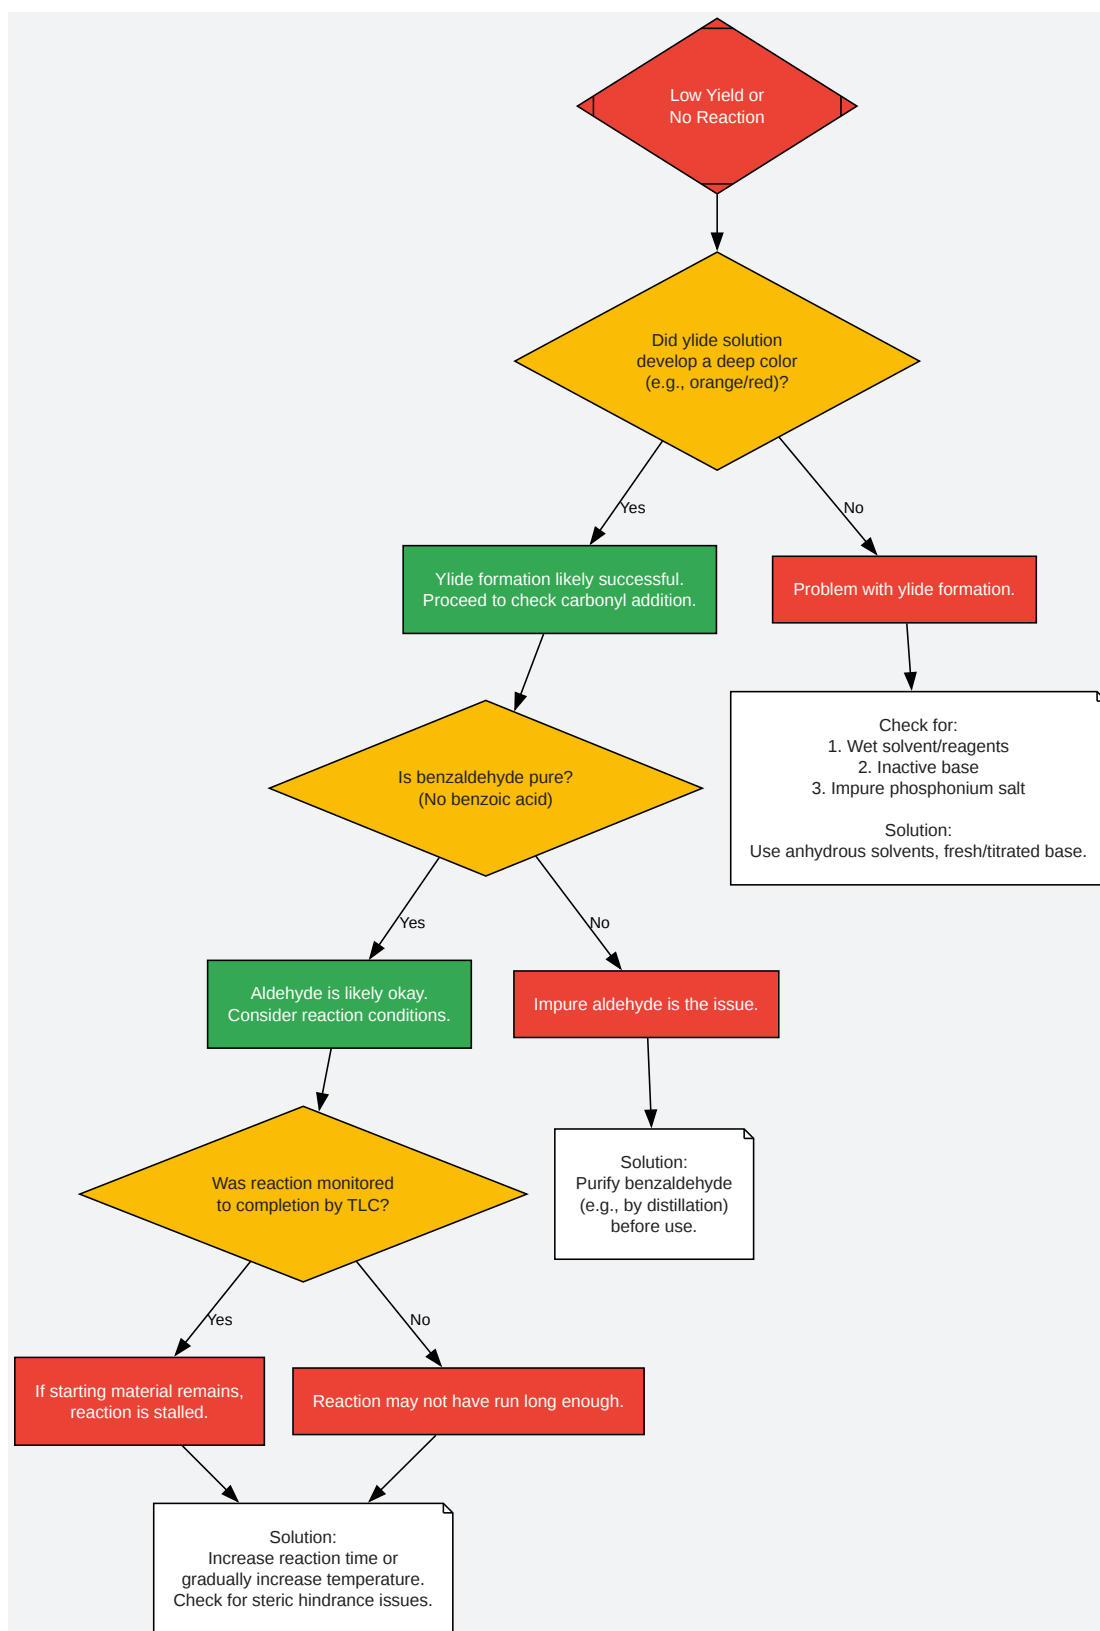 Low Yield or
No Reaction
Did ylide solution
develop a deep color
(e.g., orange/red)?
Yes
No
Ylide formation likely successful.
Proceed to check carbonyl addition.
Problem with ylide formation.
Check for:
1. Wet solvent/reagents
2. Inactive base
3. Impure phosphonium salt
Solution:
Use anhydrous solvents, fresh/titrated base.
Is benzaldehyde pure?
(No benzoic acid)
Yes
No
Aldehyde is likely okay.
Consider reaction conditions.
Impure aldehyde is the issue.
Solution:
Purify benzaldehyde
(e.g., by distillation)
before use.
Was reaction monitored
to completion by TLC?
Yes
No
If starting material remains,
reaction is stalled.
Reaction may not have run long enough.
Solution:
Increase reaction time or
gradually increase temperature.
Check for steric hindrance issues.